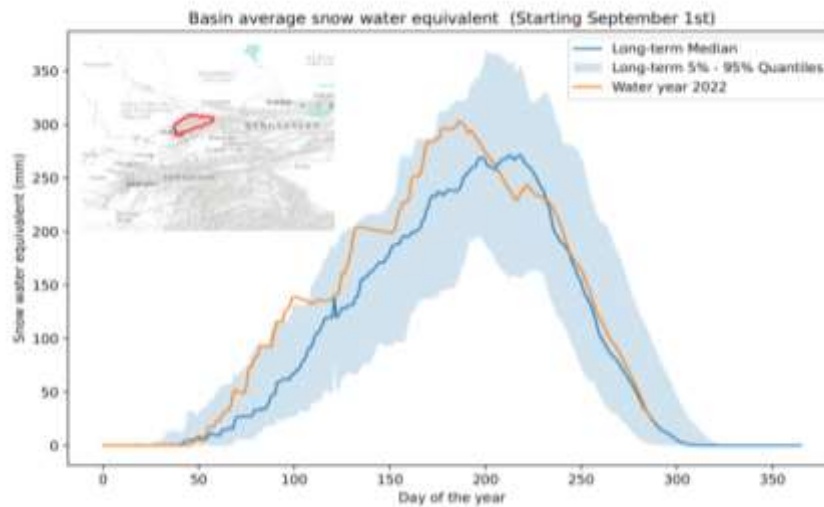 Basin average snow water equivalent (Starting September 1st)
Long-term Median
Long-term 5% - 95% Quantiles
Water year 2022
Snow water equivalent (mm)
350
300
250
200
150
100
50
0
0 50 100 150 200 250 300 350
Day of the year